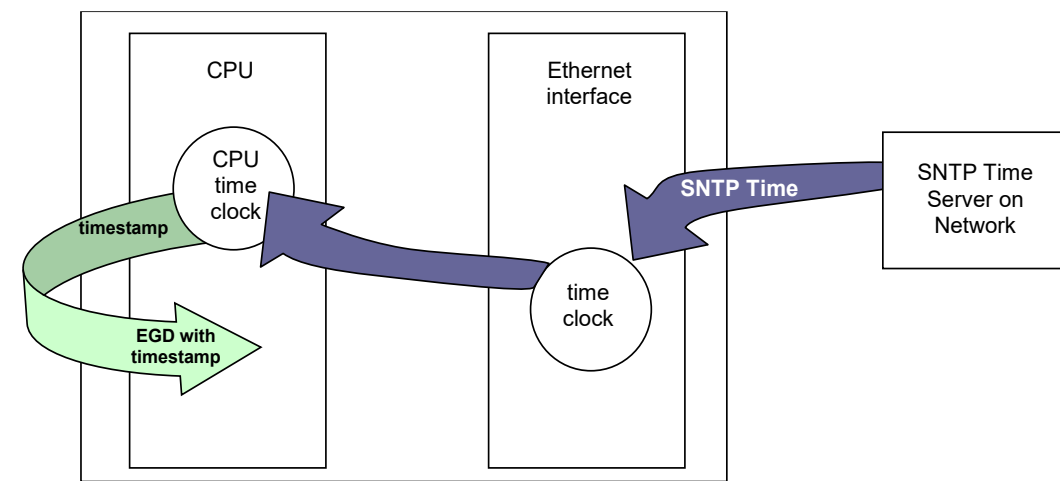 CPU
Ethernet
interface
CPU
time
clock
SNTP Time
SNTP Time
Server on
Network
timestamp
time
clock
EGD with
timestamp